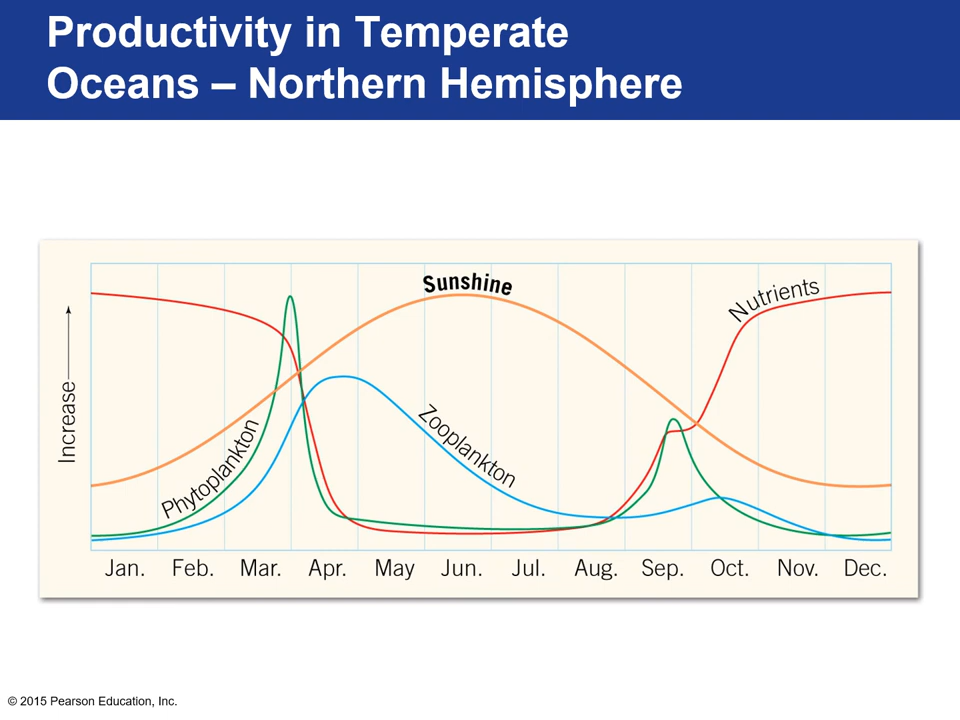 Productivity in Temperate
Oceans – Northern Hemisphere
Sunshine
Nutrients
Increase
Phytoplankton
Zooplankton
Jan. Feb. Mar. Apr. May Jun. Jul. Aug. Sep. Oct. Nov. Dec.
© 2015 Pearson Education, Inc.